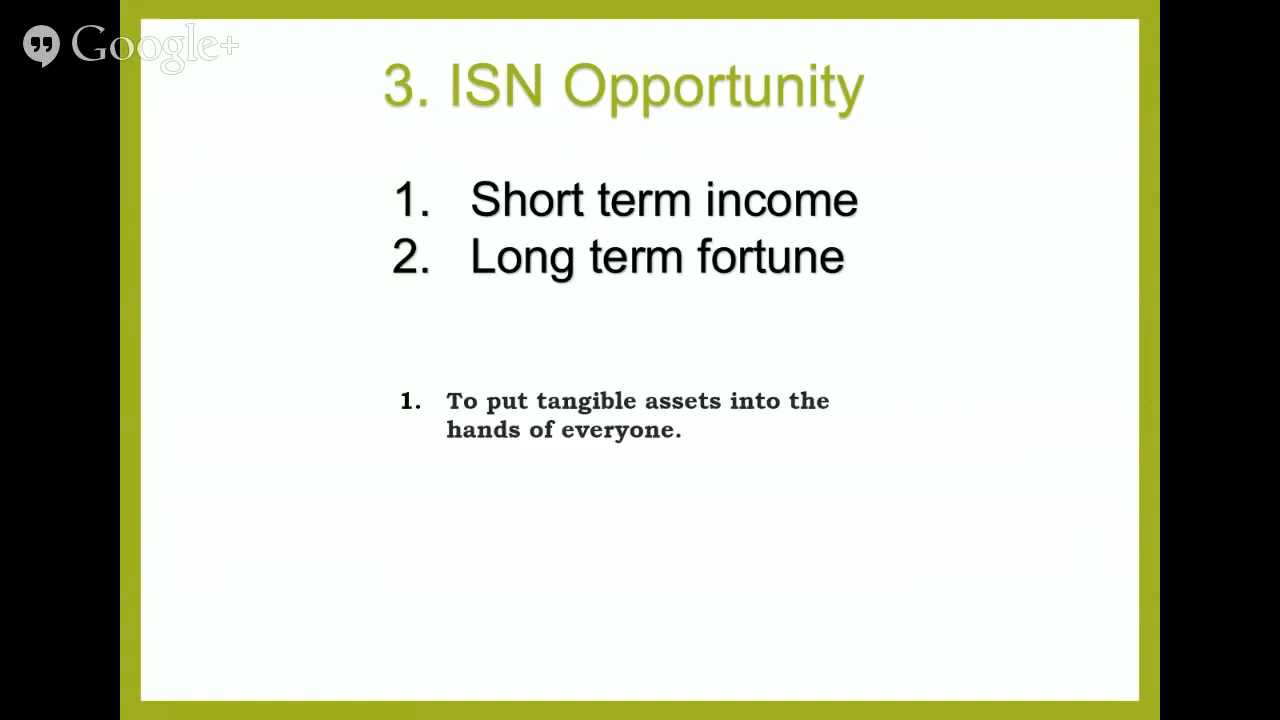 Google+
3. ISN Opportunity
1. Short term income
2. Long term fortune
1. To put tangible assets into the
hands of everyone.